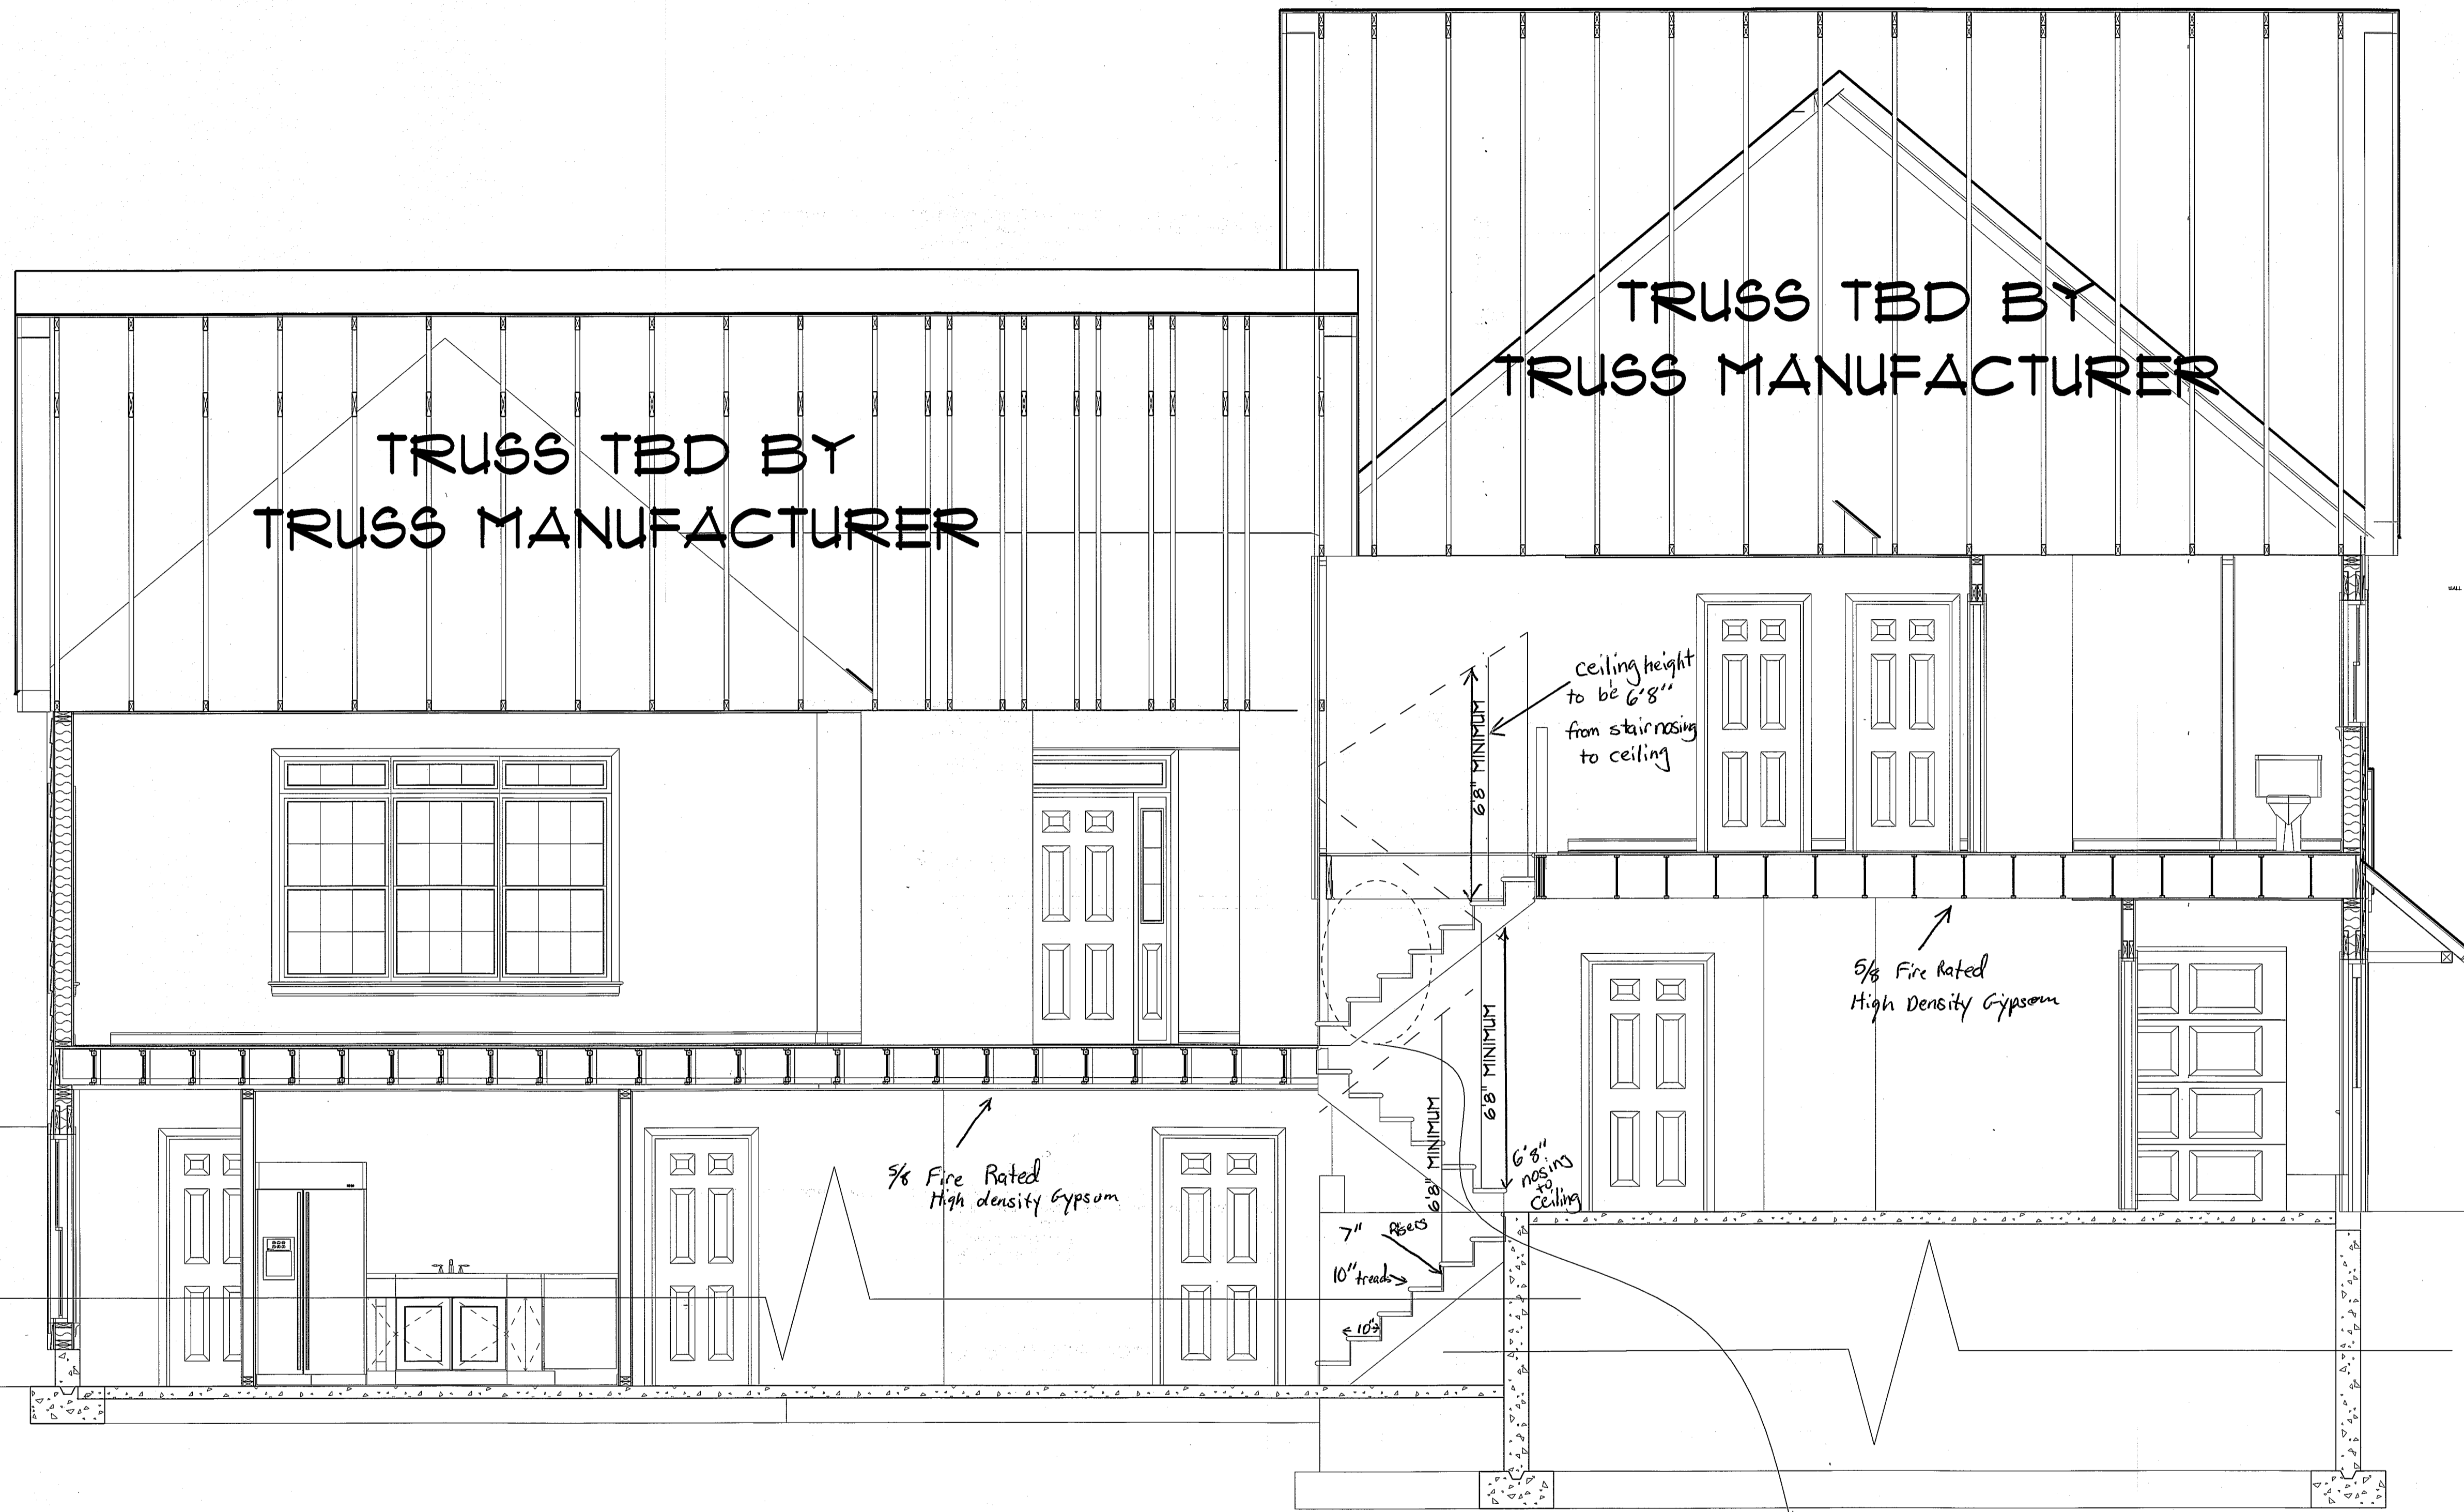 TRUSS TBD BY
TRUSS MANUFACTURER
TRUSS TBD BY
TRUSS MANUFACTURER
WALL
ceiling height
to be 6'8"
from stair nosing
to ceiling
6'8" MINIMUM
5/8 Fire Rated
High Density Gypsom
6'8" MINIMUM
5/8 Fire Rated
High density Gypsum
6'8" MINIMUM
6'8"
nosing
to
ceiling
7" Risers
10" treads
10"